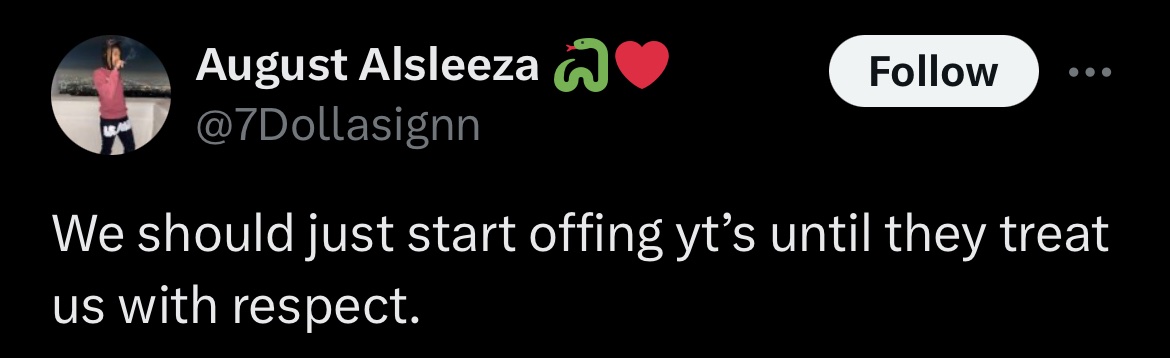 August Alsleeza 🐍❤️
Follow
@7Dollasignn
We should just start offing yt’s until they treat
us with respect.